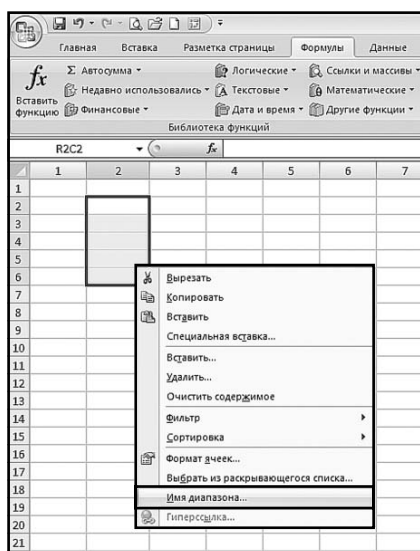 Главная Вставка Разметка страницы Формулы Данные
fx Вставить функцию
Σ Автосумма
Недавно использовались
Финансовые
Логические
Текстовые
Дата и время
Ссылки и массивы
Математические
Другие функции
Библиотека функций
R2C2 fx
1 2 3 4 5 6 7
1
2
3
4
5
6
7
8
9
10
11
12
13
14
15
16
17
18
19
20
21
Вырезать
Копировать
Вставить
Специальная вставка...
Вставить...
Удалить...
Очистить содержимое
Фильтр
Сортировка
Формат ячеек...
Выбрать из раскрывающегося списка...
Имя диапазона...
Гиперссылка...